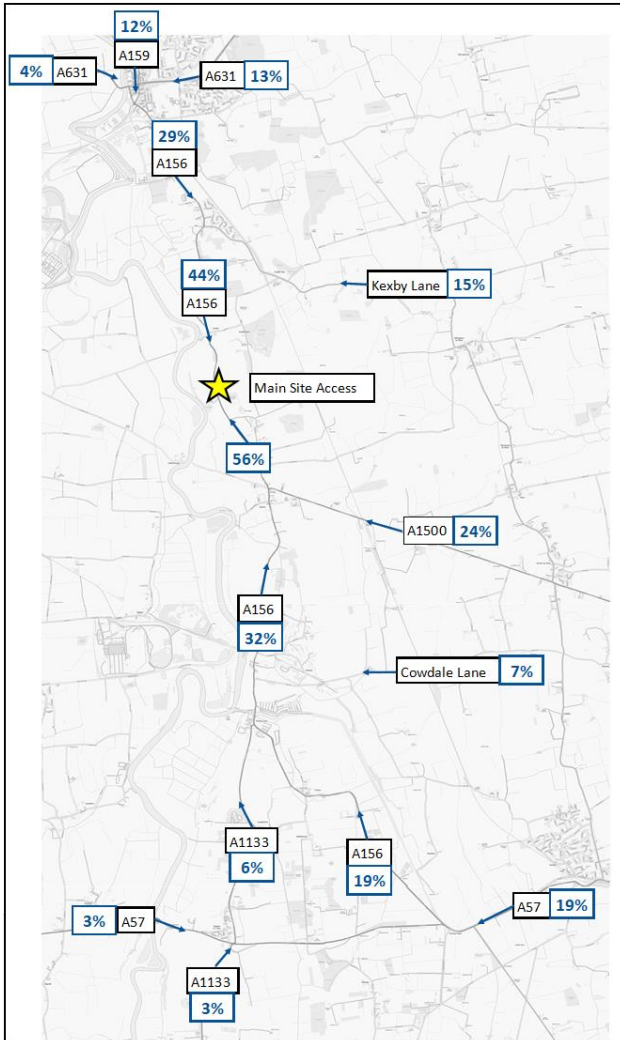 12%
A159
4% A631
A631 13%
29%
A156
44%
A156
Kexby Lane 15%
Main Site Access
56%
A1500 24%
A156
32%
Cowdale Lane 7%
A1133
6%
A156
19%
3% A57
A57 19%
A1133
3%